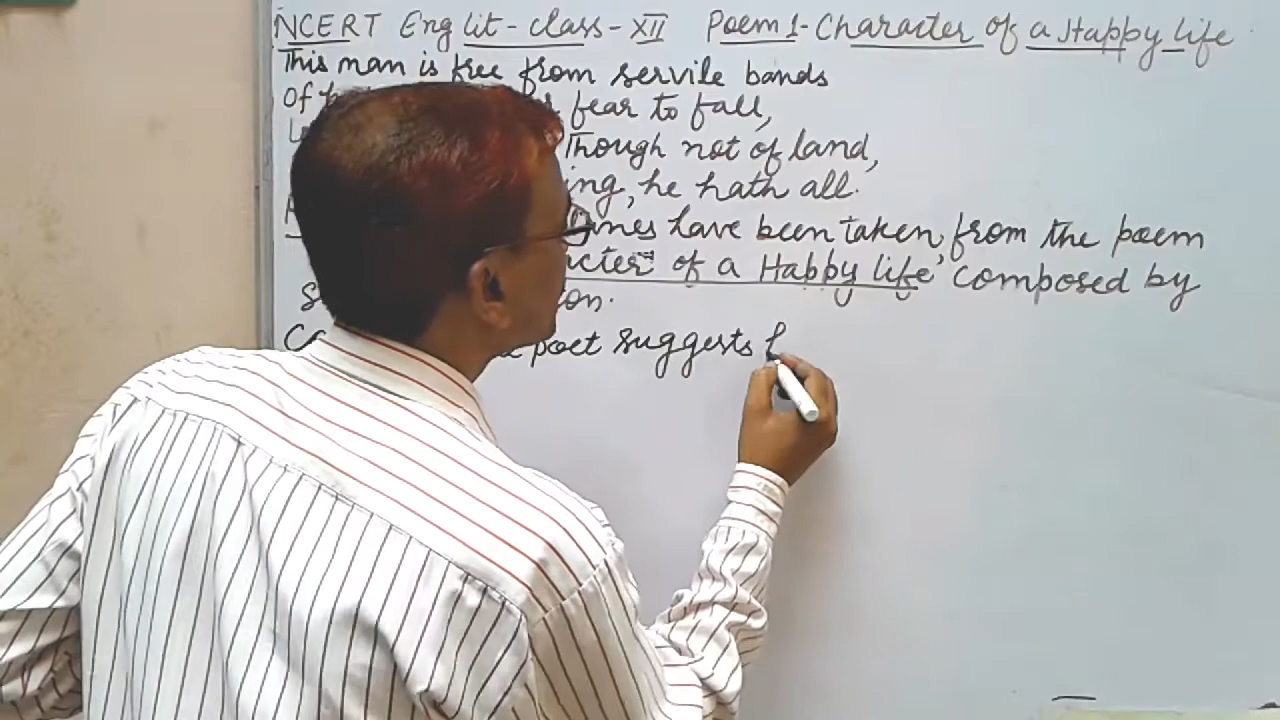 NCERT Eng lit - class - XII Poem 1 - Character of a Happy life
This man is free from servile bands
Of fear to fall,
Though not of land,
ing, he hath all.
lines have been taken, from the poem
acter of a Happy life, composed by
on.
poet suggests